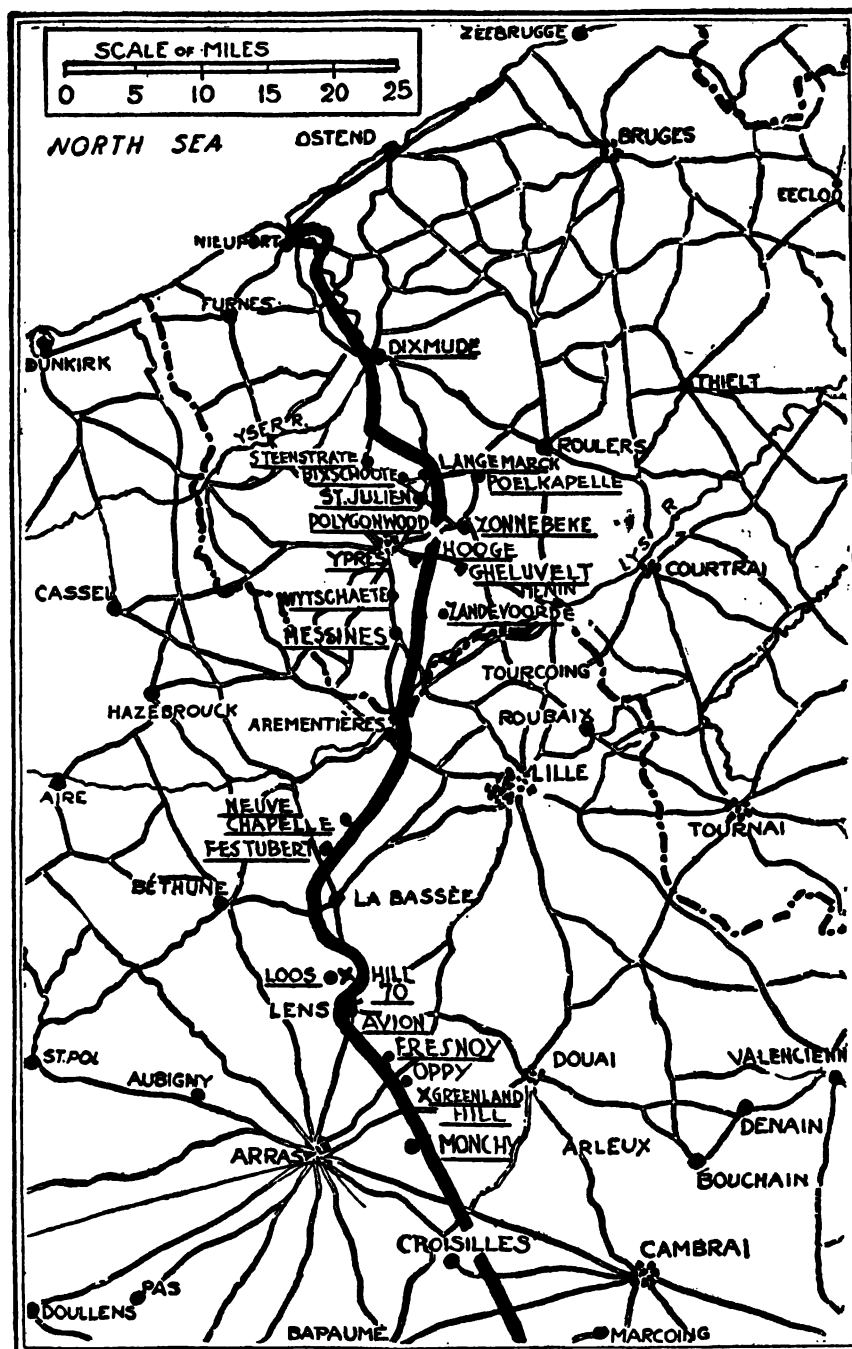 ZEEBRUGGE
SCALE OF MILES
0 5 10 15 20 25
NORTH SEA
OSTEND
BRUGES
EECLOO
NIEUPORT
FURNES
DUNKIRK
DIXMUDE
THIELT
YSER R.
ROULERS
STEENSTRATE
LANGEMARCK
BIXSCHOOTE
POELKAPELLE
ST. JULIEN
POLYGONWOOD
ZONNEBEKE
LYS R.
YPRES
HOOGE
GHELUVELT
COURTRAI
MENIN
CASSEL
WYTSCHAETE
ZANDEVOORDE
MESSINES
TOURCOING
HAZEBROUCK
AREMENTIÈRES
ROUBAIX
LILLE
AIRE
NEUVE
CHAPELLE
TOURNAI
FESTUBERT
BÉTHUNE
LA BASSÈE
LOOS
X HILL
70
LENS
AVION
FRESNOY
ST. POL
OPPY
DOUAI
VALENCIENN
AUBIGNY
X GREENLAND
HILL
DENAIN
ARRAS
MONCHY
ARLEUX
BOUCHAIN
CROISILLES
CAMBRAI
PAS
DOULLENS
BAPAUMÉ
MARCOING